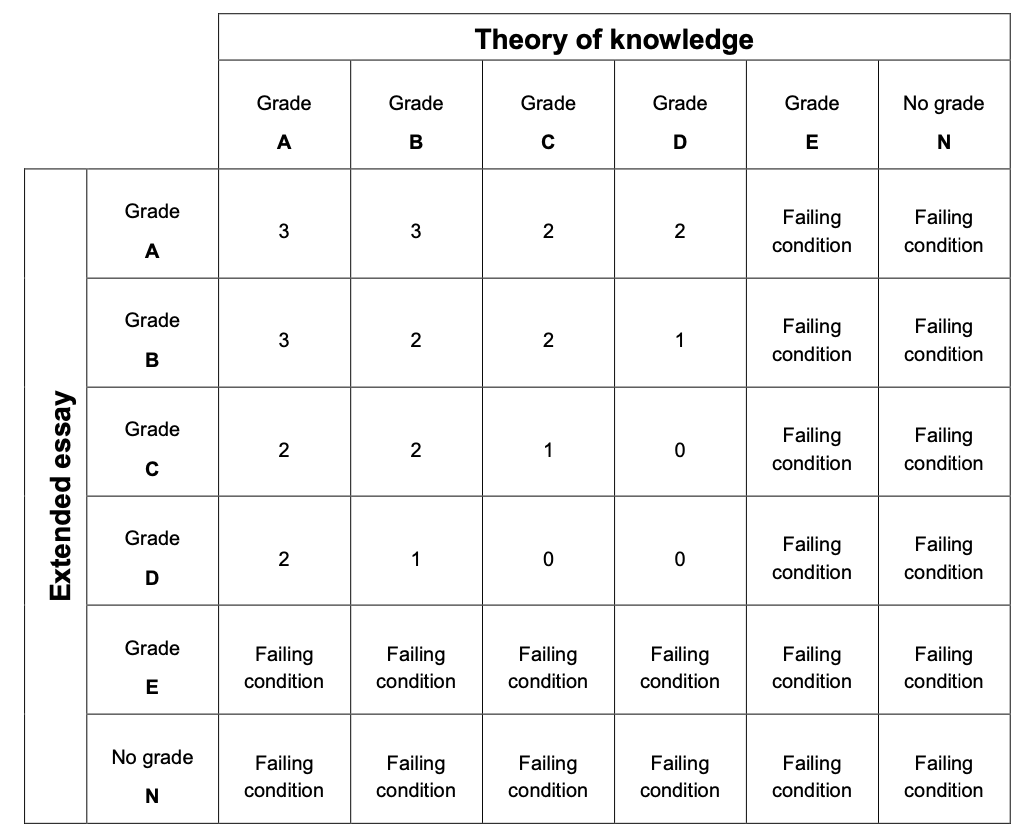 Theory of knowledge
Grade Grade Grade Grade Grade No grade
A B C D E N
Extended essay
Grade
A
3 3 2 2 Failing condition Failing condition
Grade
B
3 2 2 1 Failing condition Failing condition
Grade
C
2 2 1 0 Failing condition Failing condition
Grade
D
2 1 0 0 Failing condition Failing condition
Grade
E
Failing condition Failing condition Failing condition Failing condition Failing condition Failing condition
No grade
N
Failing condition Failing condition Failing condition Failing condition Failing condition Failing condition